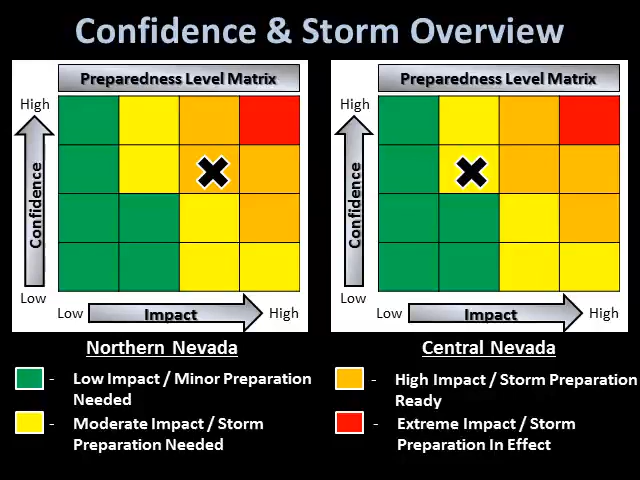 Confidence & Storm Overview
Preparedness Level Matrix
High
Confidence
Low
Low
Impact
High
Northern Nevada
Preparedness Level Matrix
High
Confidence
Low
Low
Impact
High
Central Nevada
- Low Impact / Minor Preparation
Needed
- Moderate Impact / Storm
Preparation Needed
- High Impact / Storm Preparation
Ready
- Extreme Impact / Storm
Preparation In Effect